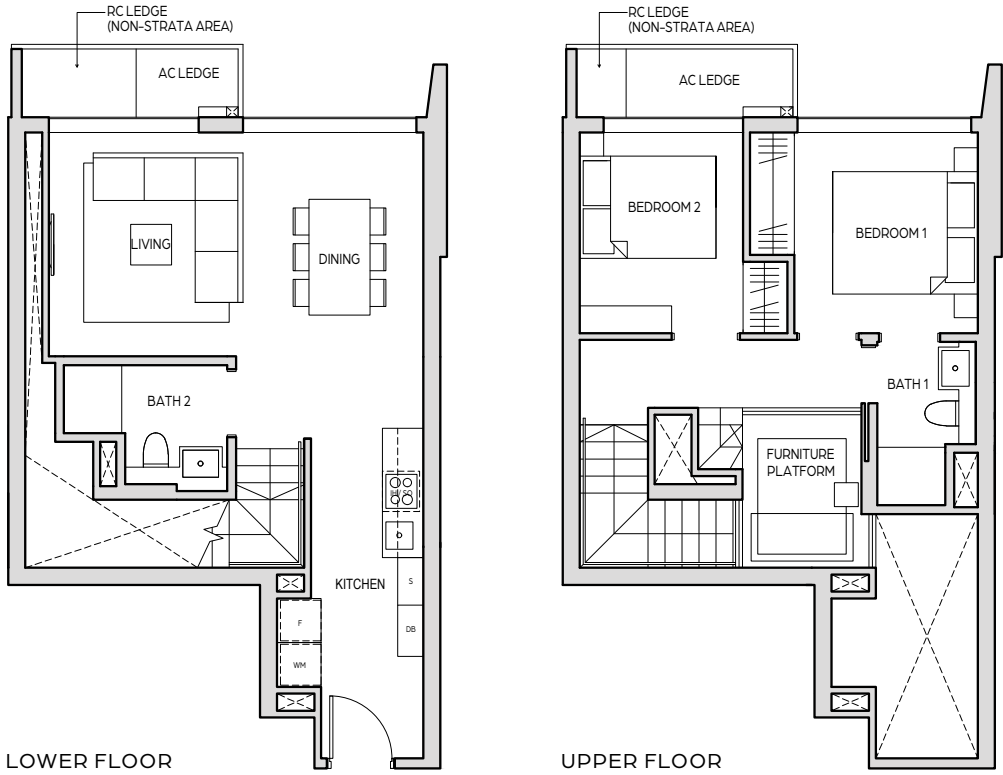 RC LEDGE
(NON-STRATA AREA)
AC LEDGE
LIVING
DINING
BATH 2
KITCHEN
S
DB
F
WM
LOWER FLOOR
RC LEDGE
(NON-STRATA AREA)
AC LEDGE
BEDROOM 2
BEDROOM 1
BATH 1
FURNITURE
PLATFORM
UPPER FLOOR